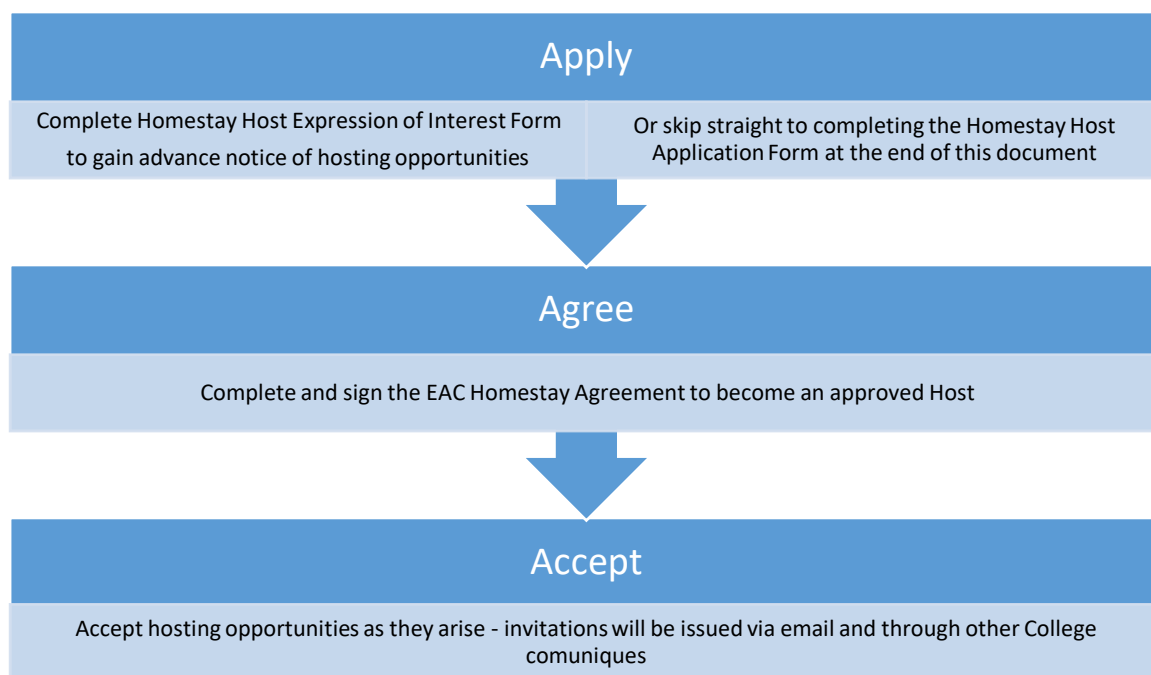 Apply
Complete Homestay Host Expression of Interest Form
to gain advance notice of hosting opportunities
Or skip straight to completing the Homestay Host
Application Form at the end of this document
Agree
Complete and sign the EAC Homestay Agreement to become an approved Host
Accept
Accept hosting opportunities as they arise - invitations will be issued via email and through other College
comuniques